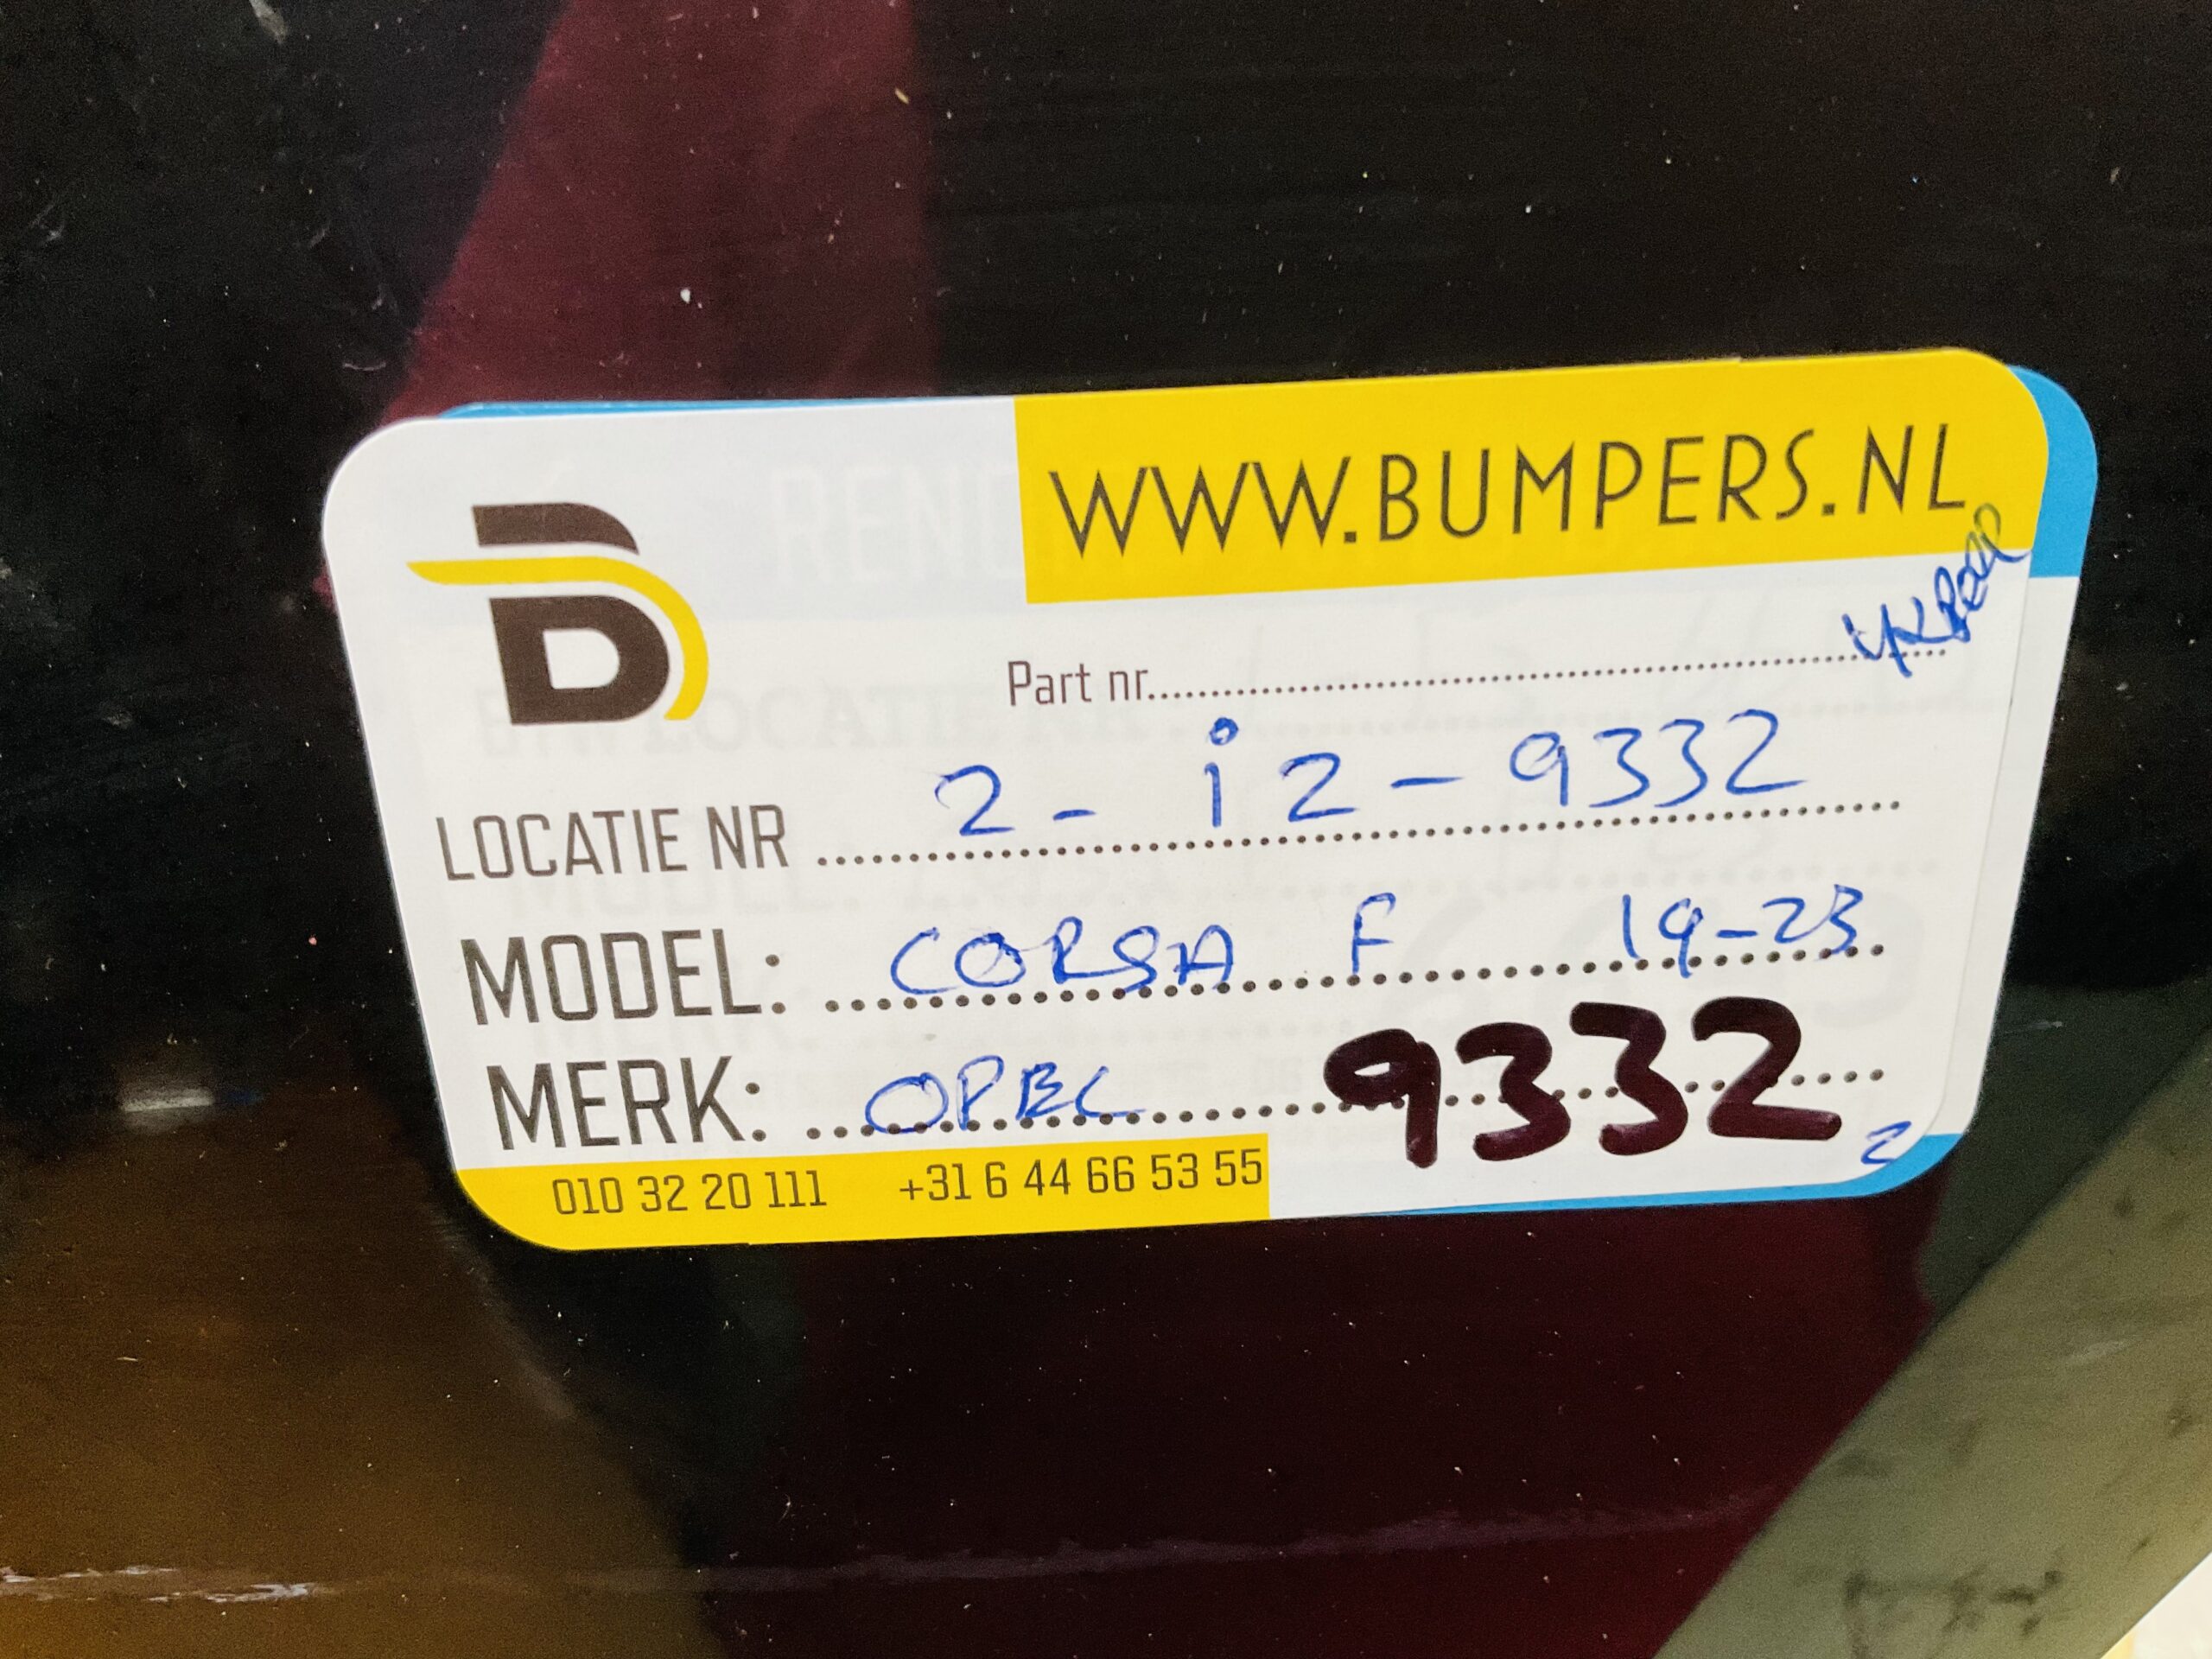 WWW.BUMPERS.NL
Part nr.....................
LOCATIE NR 2 - i2 - 9332
MODEL: CORSA F 19-23
MERK: OPEL 9332
2
010 32 20 111 +31 6 44 66 53 55